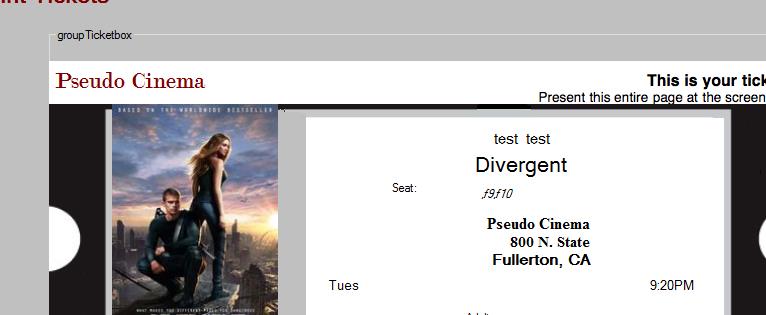 int Tickets
groupTicketbox
Pseudo Cinema
This is your tick
Present this entire page at the screen
BASED ON THE WORLDWIDE BESTSELLER
test test
Divergent
Seat:
f9,f10
Pseudo Cinema
800 N. State
Fullerton, CA
Tues
9:20PM
WHAT MAKES YOU DIFFERENT MAKES YOU DANGEROUS